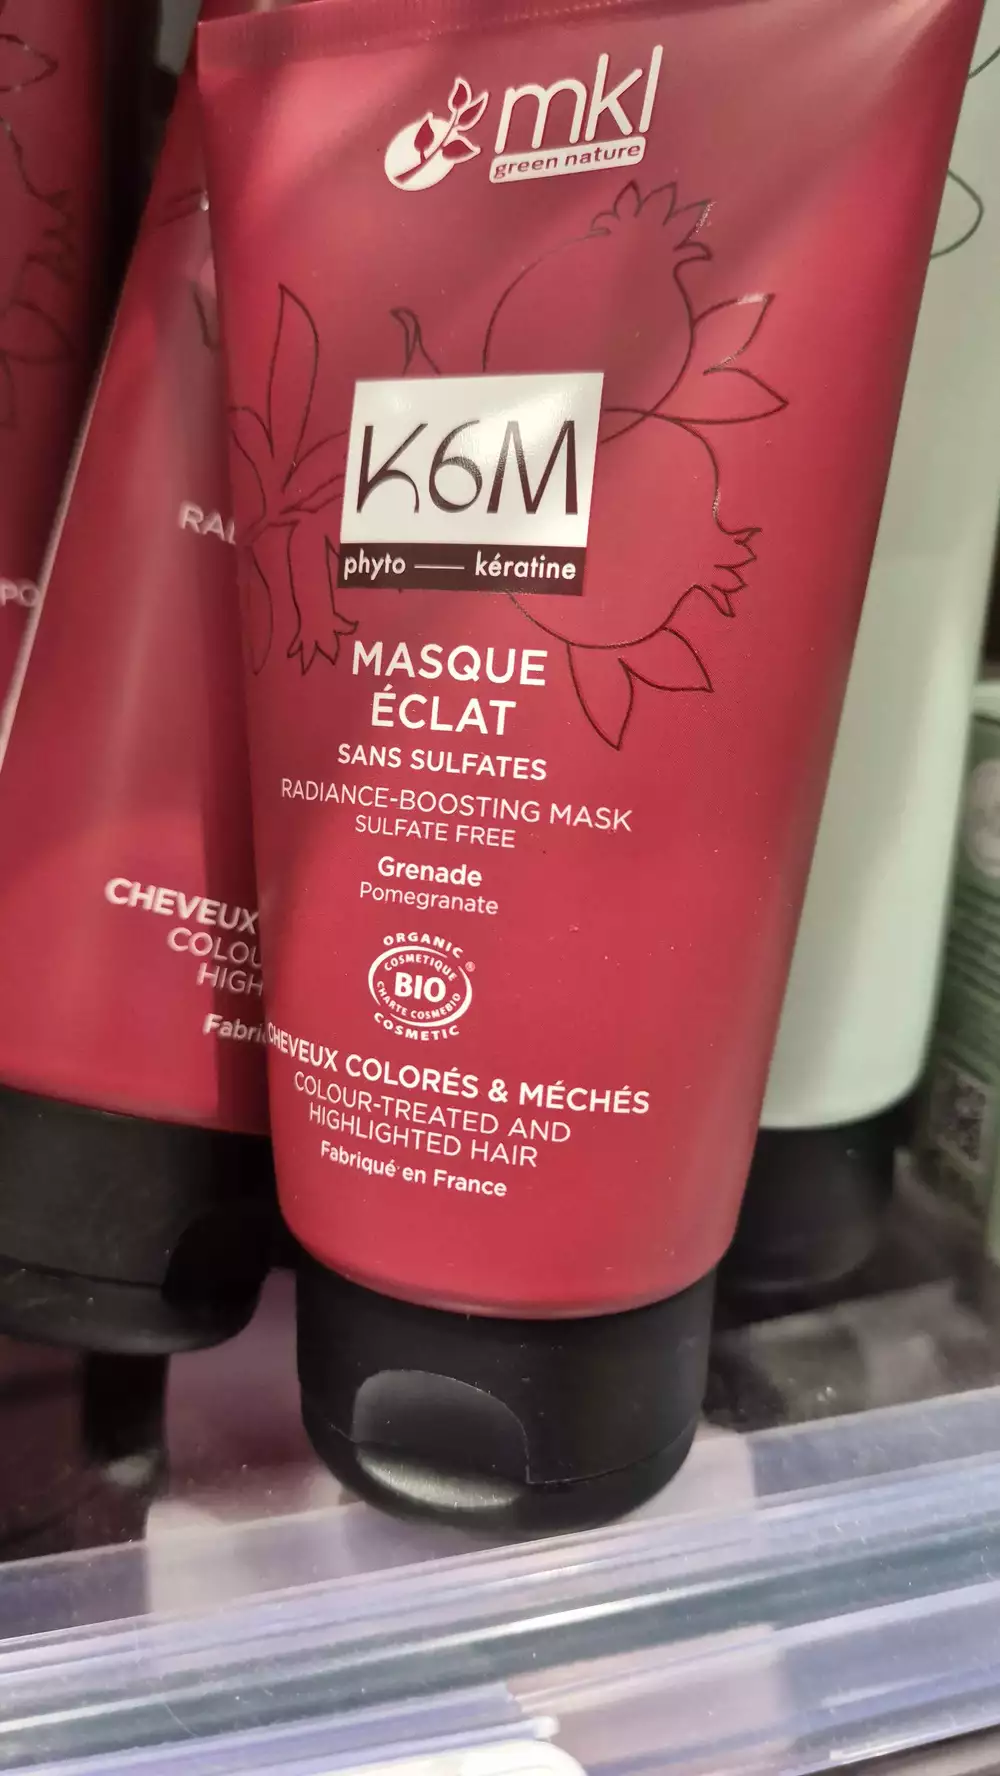 mkl
green nature
K6M
phyto — kératine
MASQUE
ÉCLAT
SANS SULFATES
RADIANCE-BOOSTING MASK
SULFATE FREE
Grenade
Pomegranate
ORGANIC
COSMETIQUE
BIO
CHARTE COSMEBIO
COSMETIC
CHEVEUX COLORÉS & MÉCHÉS
COLOUR-TREATED AND
HIGHLIGHTED HAIR
Fabriqué en France
CHEVEUX